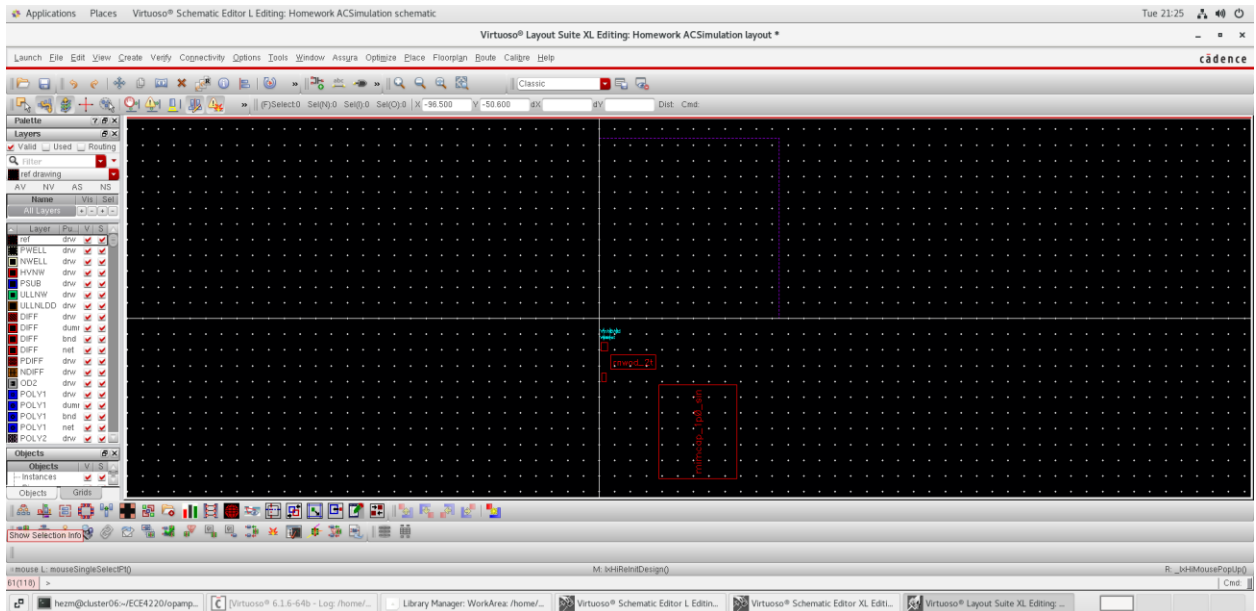 Applications Places Virtuoso® Schematic Editor L Editing: Homework ACSimulation schematic Tue 21:25
Virtuoso® Layout Suite XL Editing: Homework ACSimulation layout *
Launch File Edit View Create Verify Connectivity Options Tools Window Assura Optimize Place Floorplan Route Calibre Help cādence
Classic
(F)Select:0 Sel(N):0 Sel(I):0 Sel(O):0 X -96.500 Y -50.600 dX dY Dist: Cmd:
Palette
Layers
Valid Used Routing
Filter
ref drawing
AV NV AS NS
Name Vis Sel
All Layers
Layer Pu... V S
ref drw
PWELL drw
NWELL drw
HVNW drw
PSUB drw
ULLNW drw
ULLNLDD drw
DIFF drw
DIFF dumr
DIFF bnd
DIFF net
PDIFF drw
NDIFF drw
OD2 drw
POLY1 drw
POLY1 dumr
POLY1 bnd
POLY1 net
POLY2 drw
Objects
Objects V S
Instances
Objects Grids
Show Selection Info
mouse L: mouseSingleSelectPt() M: lxHiReInitDesign() R: _lxHiMousePopUp()
61(118) > Cmd:
hezm@cluster06:~/ECE4220/opamp... [Virtuoso® 6.1.6-64b - Log: /home/... Library Manager: WorkArea: /home/... Virtuoso® Schematic Editor L Editin... Virtuoso® Schematic Editor XL Editi... Virtuoso® Layout Suite XL Editing: ...